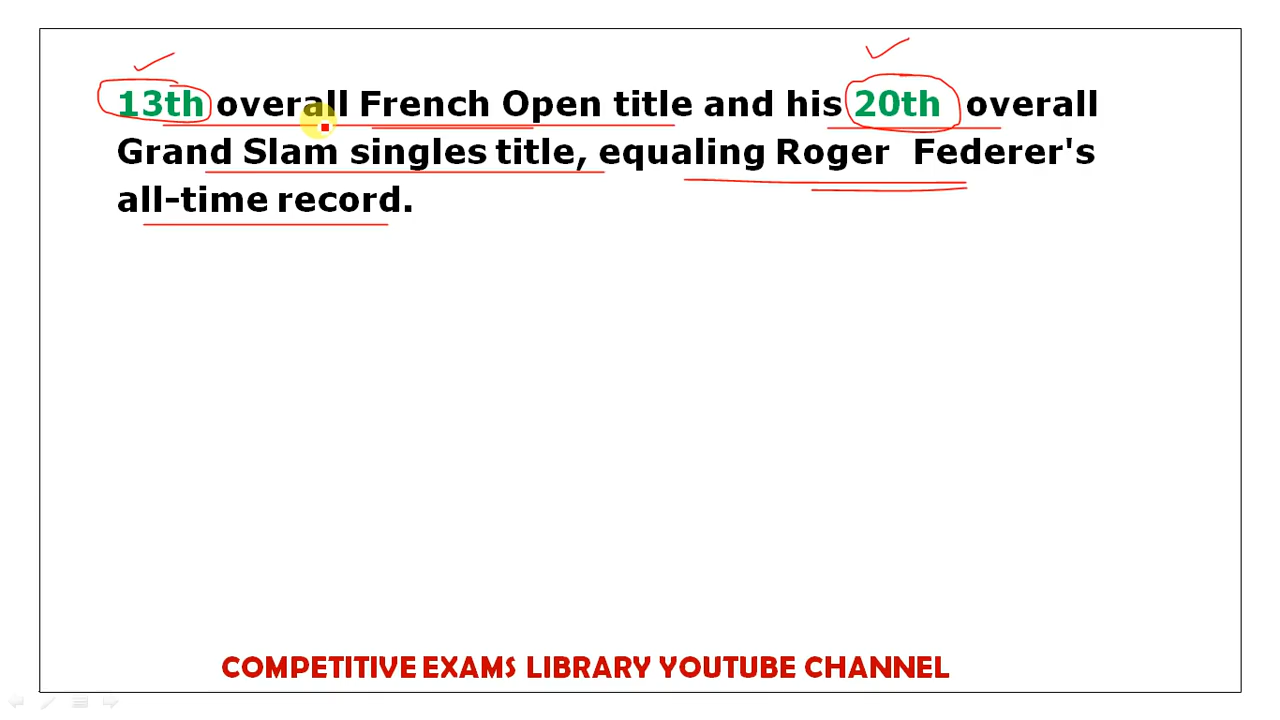 13th overall French Open title and his 20th overall
Grand Slam singles title, equaling Roger Federer's
all-time record.
COMPETITIVE EXAMS LIBRARY YOUTUBE CHANNEL